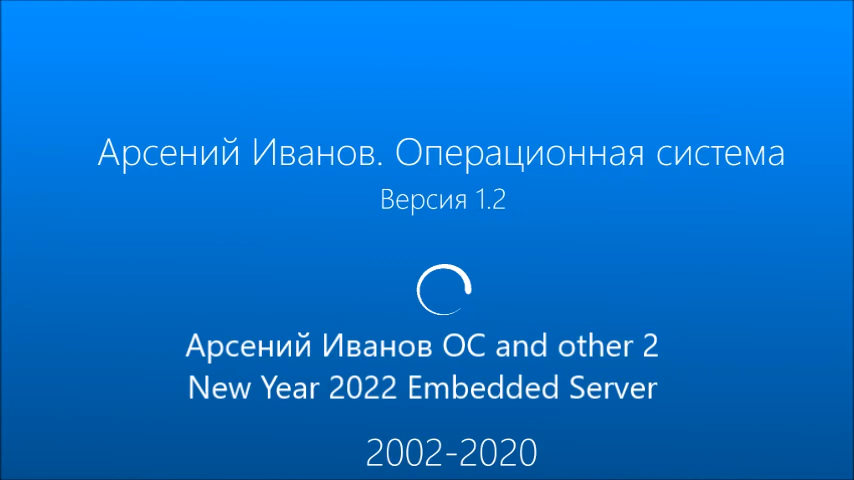 Арсений Иванов. Операционная система
Версия 1.2
Арсений Иванов ОС and other 2
New Year 2022 Embedded Server
2002-2020